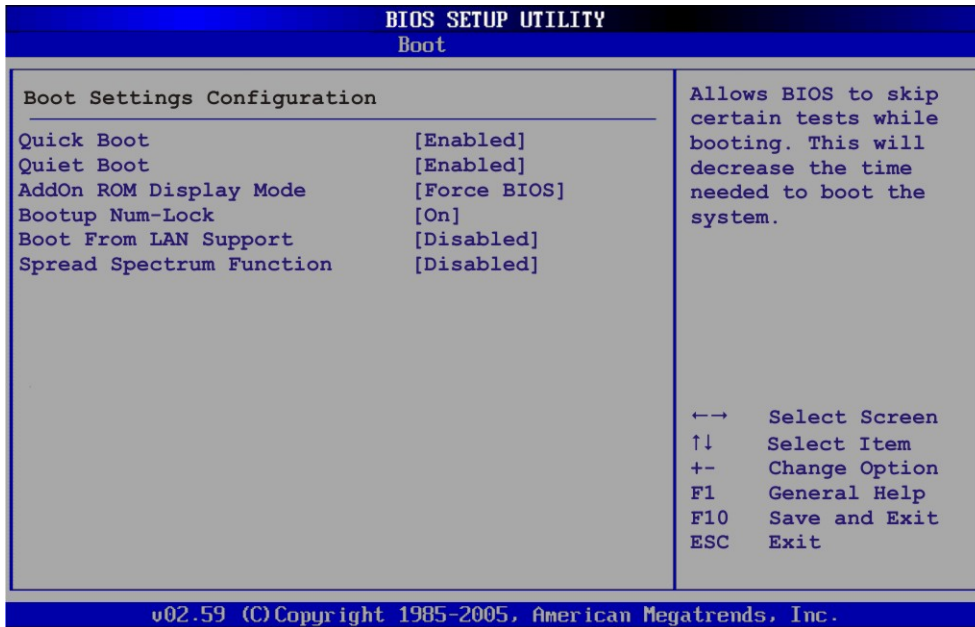 BIOS SETUP UTILITY
Boot
Boot Settings Configuration
Quick Boot [Enabled]
Quiet Boot [Enabled]
AddOn ROM Display Mode [Force BIOS]
Bootup Num-Lock [On]
Boot From LAN Support [Disabled]
Spread Spectrum Function [Disabled]
Allows BIOS to skip
certain tests while
booting. This will
decrease the time
needed to boot the
system.
←→ Select Screen
↑↓ Select Item
+- Change Option
F1 General Help
F10 Save and Exit
ESC Exit
v02.59 (C)Copyright 1985-2005, American Megatrends, Inc.